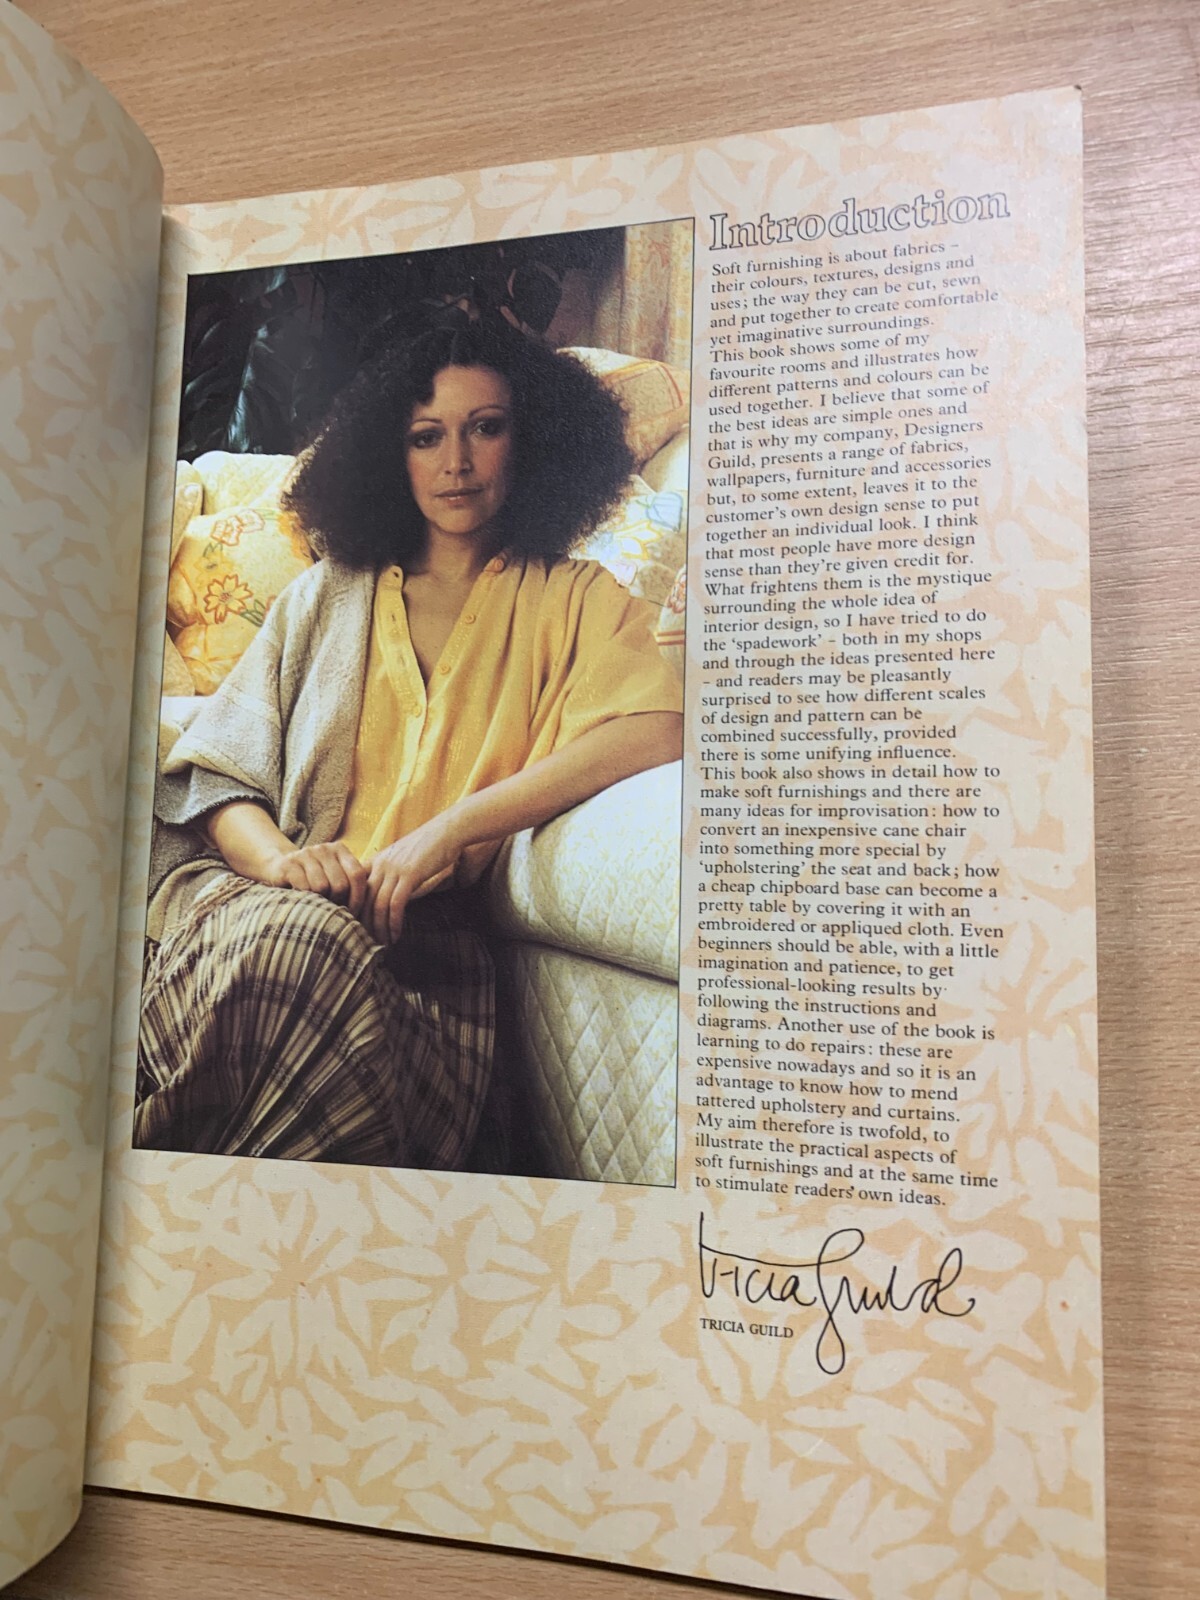 Introduction
Soft furnishing is about fabrics –
their colours, textures, designs and
uses; the way they can be cut, sewn
and put together to create comfortable
yet imaginative surroundings.
This book shows some of my
favourite rooms and illustrates how
different patterns and colours can be
used together. I believe that some of
the best ideas are simple ones and
that is why my company, Designers
Guild, presents a range of fabrics,
wallpapers, furniture and accessories
but, to some extent, leaves it to the
customer's own design sense to put
together an individual look. I think
that most people have more design
sense than they're given credit for.
What frightens them is the mystique
surrounding the whole idea of
interior design, so I have tried to do
the 'spadework' – both in my shops
and through the ideas presented here
– and readers may be pleasantly
surprised to see how different scales
of design and pattern can be
combined successfully, provided
there is some unifying influence.
This book also shows in detail how to
make soft furnishings and there are
many ideas for improvisation: how to
convert an inexpensive cane chair
into something more special by
'upholstering' the seat and back; how
a cheap chipboard base can become a
pretty table by covering it with an
embroidered or appliqued cloth. Even
beginners should be able, with a little
imagination and patience, to get
professional-looking results by
following the instructions and
diagrams. Another use of the book is
learning to do repairs: these are
expensive nowadays and so it is an
advantage to know how to mend
tattered upholstery and curtains.
My aim therefore is twofold, to
illustrate the practical aspects of
soft furnishings and at the same time
to stimulate readers' own ideas.
Tricia Guild
TRICIA GUILD